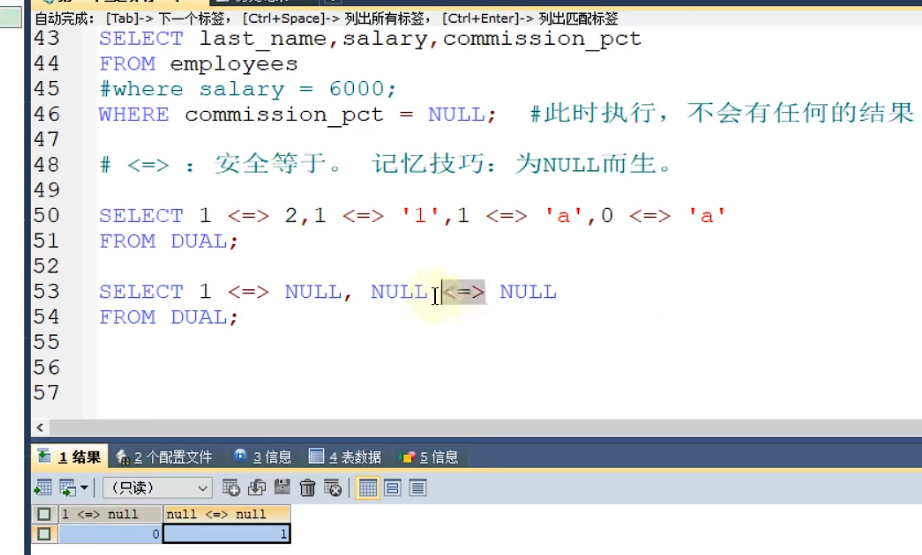 自动完成： [Tab]-> 下一个标签， [Ctrl+Space]-> 列出所有标签， [Ctrl+Enter]-> 列出匹配标签
43 SELECT last_name,salary,commission_pct
44 FROM employees
45 #where salary = 6000;
46 WHERE commission_pct = NULL; #此时执行，不会有任何的结果
47
48 # <=> ：安全等于。 记忆技巧：为NULL而生。
49
50 SELECT 1 <=> 2,1 <=> '1',1 <=> 'a',0 <=> 'a'
51 FROM DUAL;
52
53 SELECT 1 <=> NULL, NULL <=> NULL
54 FROM DUAL;
55
56
57
1 结果 2 个配置文件 3 信息 4 表数据 5 信息
(只读)
1 <=> null null <=> null
0 1